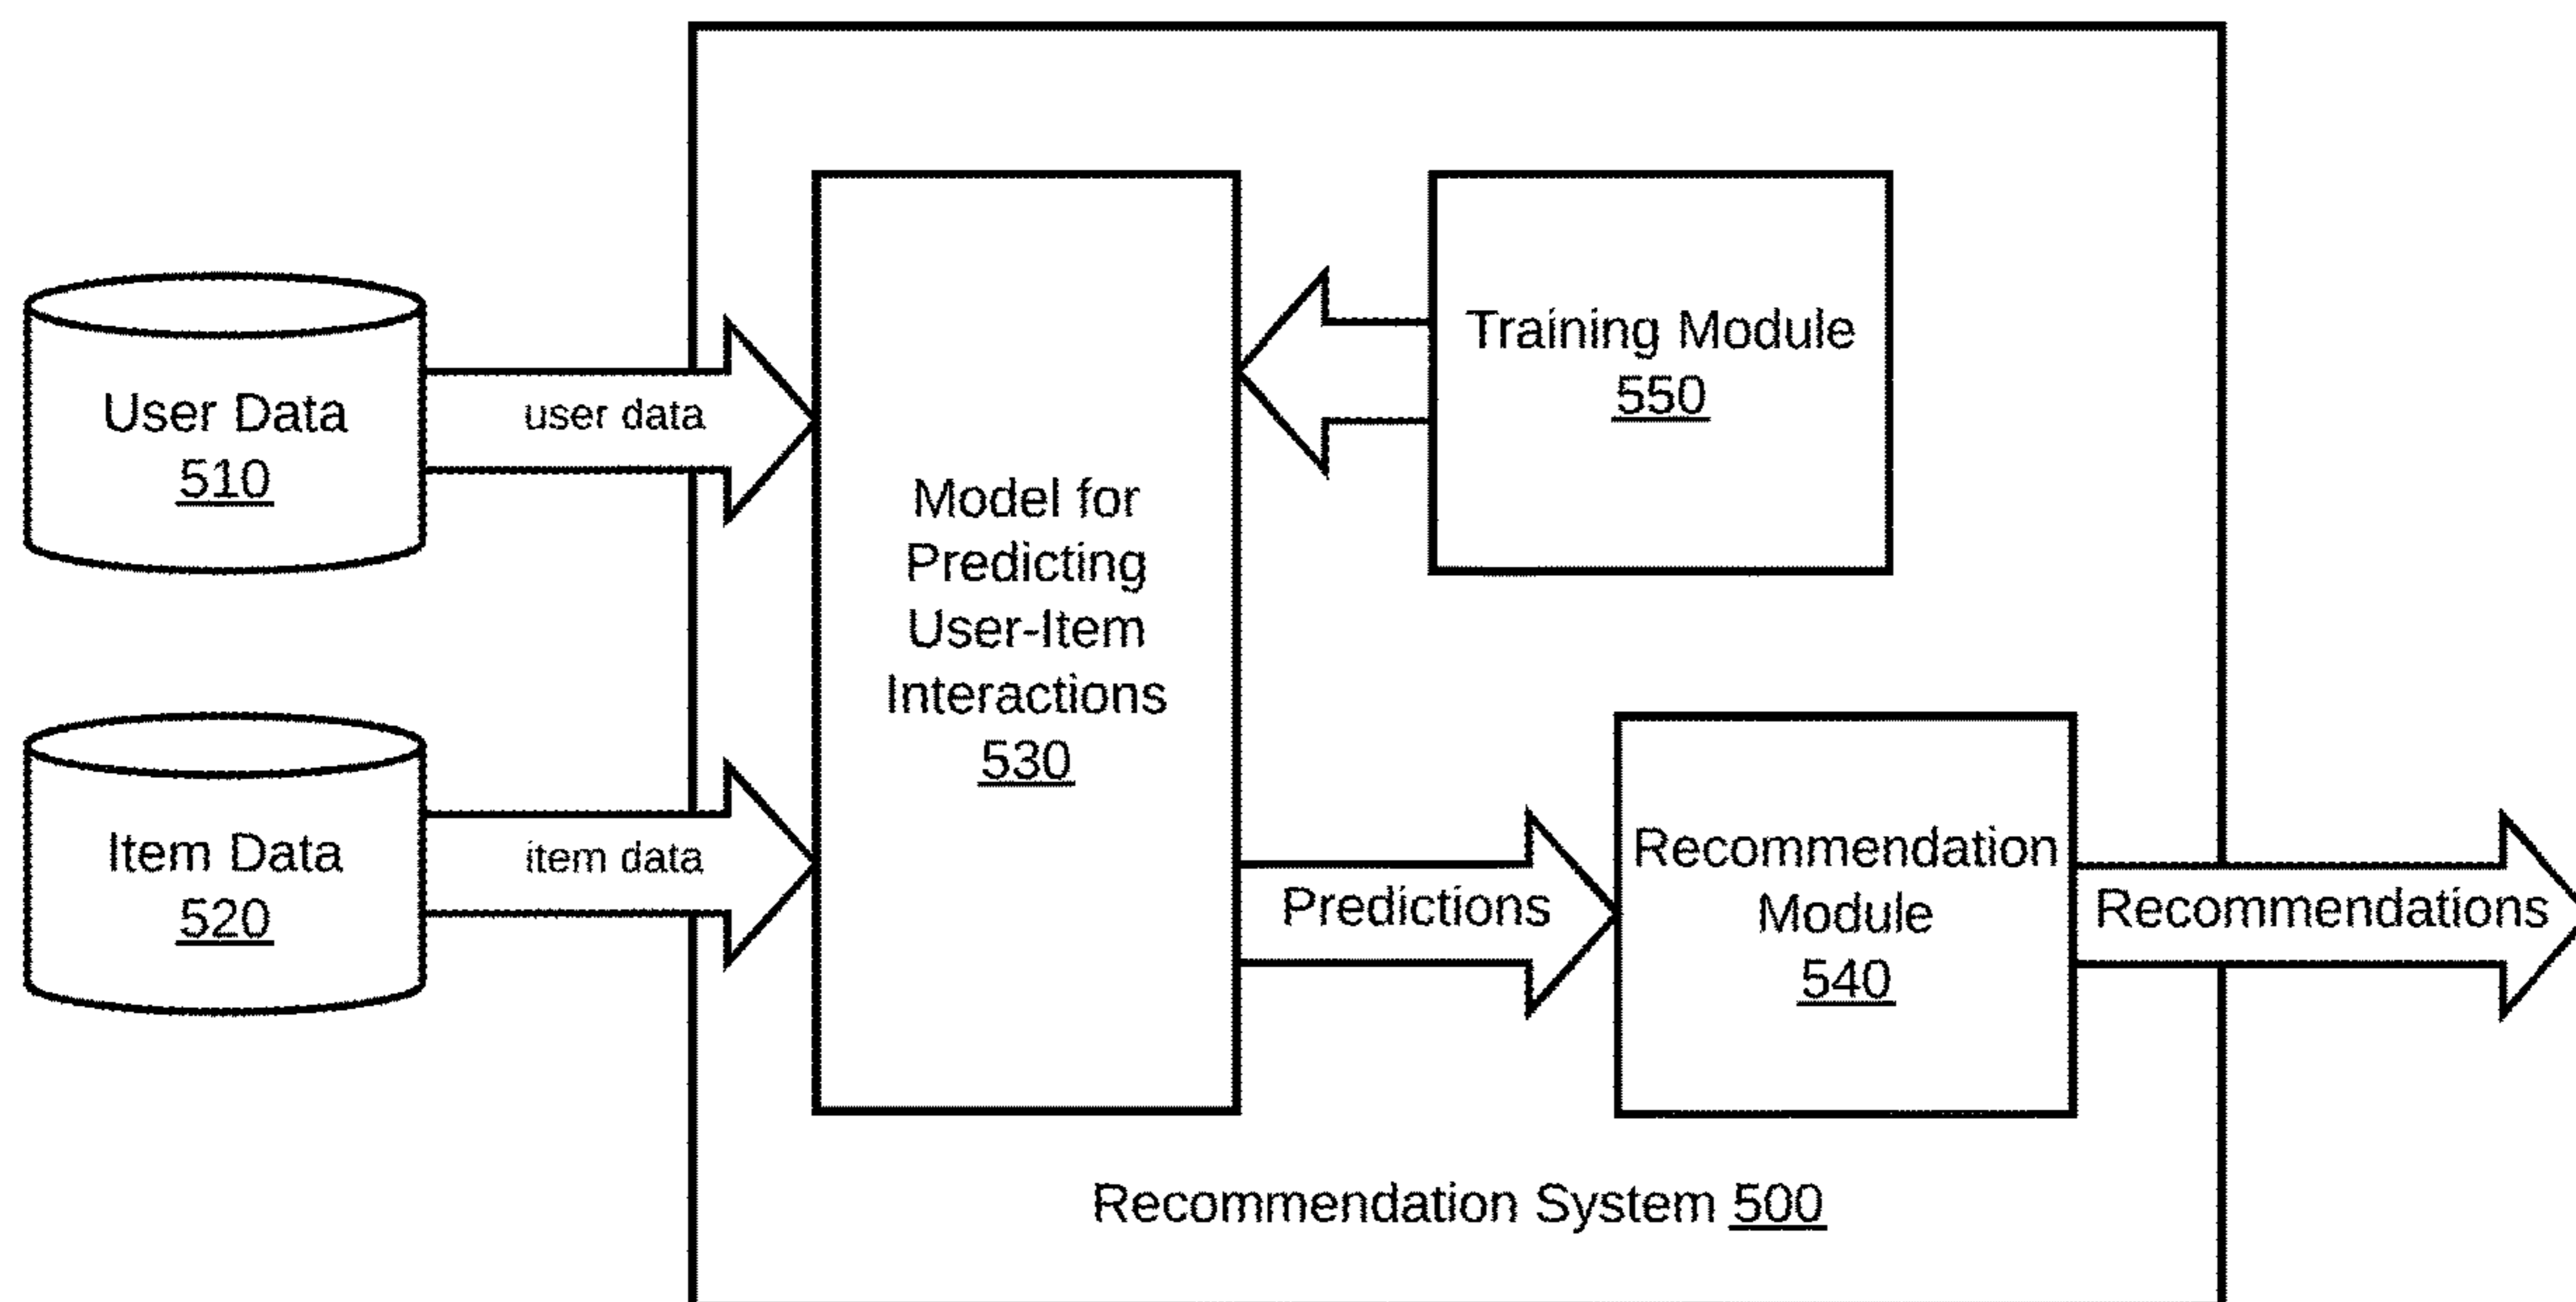 User Data
510
user data
Item Data
520
item data
Model for
Predicting
User-Item
Interactions
530
Training Module
550
Predictions
Recommendation
Module
540
Recommendations
Recommendation System 500